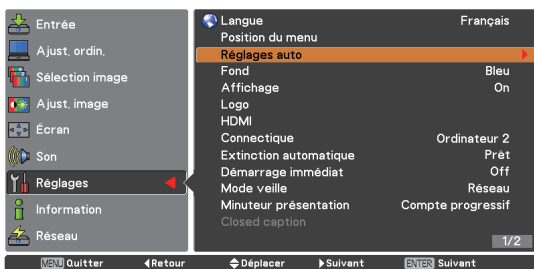 Entrée
Ajust. ordin.
Sélection image
Ajust. image
Écran
Son
Réglages
Information
Réseau
Langue Français
Position du menu
Réglages auto
Fond Bleu
Affichage On
Logo
HDMI
Connectique Ordinateur 2
Extinction automatique Prêt
Démarrage immédiat Off
Mode veille Réseau
Minuteur présentation Compte progressif
Closed caption
1/2
MENU Quitter Retour Déplacer Suivant ENTER Suivant